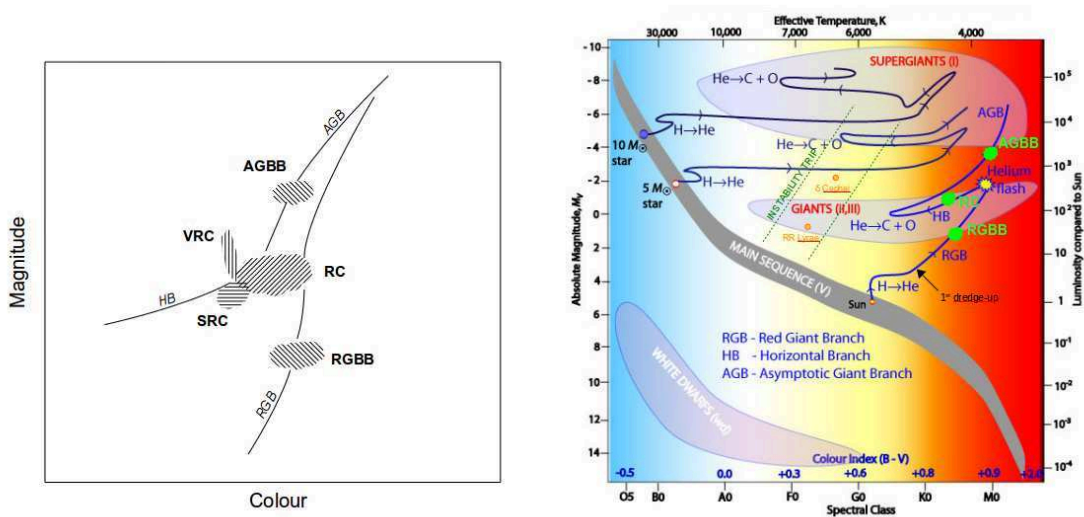 AGB
AGBB
VRC
RC
HB
SRC
RGBB
RGB
Magnitude
Colour
Effective Temperature, K
30,000 10,000 7,000 6,000 4,000
-10
-8
-6
-4
-2
0
2
4
6
8
10
12
14
Absolute Magnitude, Mv
SUPERGIANTS (I)
He→C + O
H→He
10 M☉
star
He→C + O
AGB
AGBB
5 M☉
star
H→He
INSTABILITY TRIP
δ Cephei
Helium
flash
RC
GIANTS (II,III)
HB
RR Lyrae
He→C + O
RGBB
RGB
MAIN SEQUENCE (V)
H→He
Sun
1st dredge-up
RGB - Red Giant Branch
HB - Horizontal Branch
AGB - Asymptotic Giant Branch
WHITE DWARFS (wd)
Colour Index (B - V)
-0.5 0.0 +0.3 +0.6 +0.8 +0.9 +2.0
O5 B0 A0 F0 G0 K0 M0
Spectral Class
10⁵
10⁴
10³
10²
10
1
10⁻¹
10⁻²
10⁻³
10⁻⁴
Luminosity compared to Sun